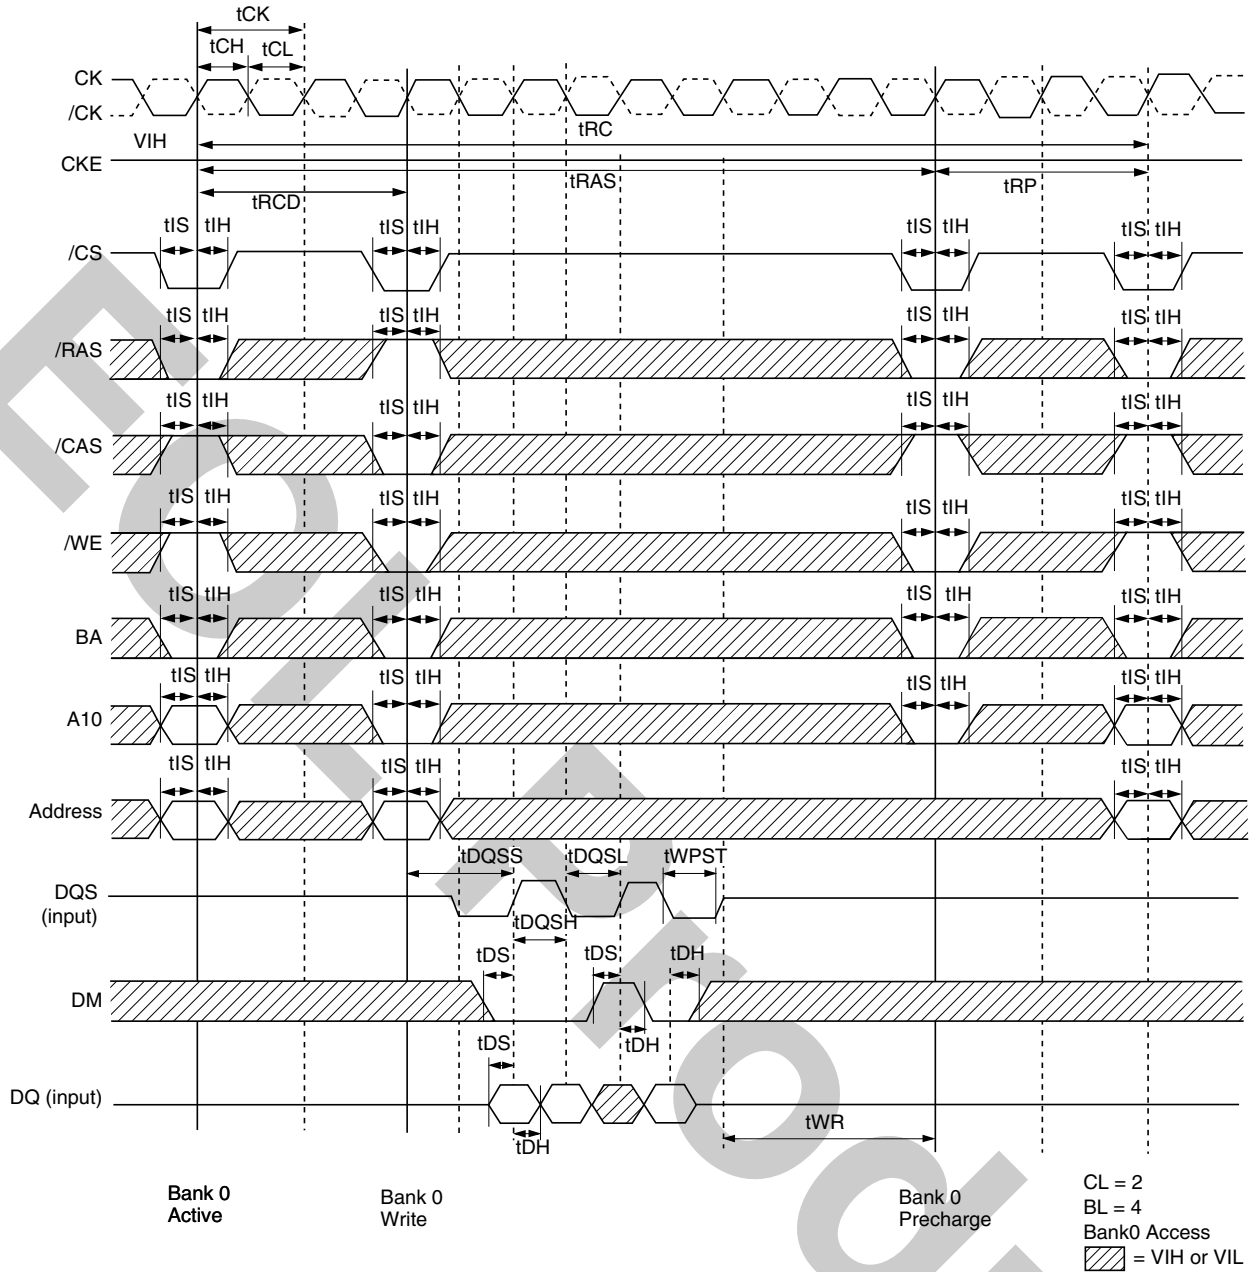 tCK
tCH tCL
CK
/CK
tRC
VIH
CKE
tRAS tRP
tRCD
tIS tIH tIS tIH tIS tIH tIS tIH
/CS
tIS tIH tIS tIH tIS tIH tIS tIH
/RAS
tIS tIH tIS tIH tIS tIH tIS tIH
/CAS
tIS tIH tIS tIH tIS tIH tIS tIH
/WE
tIS tIH tIS tIH tIS tIH tIS tIH
BA
tIS tIH tIS tIH tIS tIH tIS tIH
A10
tIS tIH tIS tIH tIS tIH
Address
tDQSS tDQSL tWPST
DQS
(input)
tDQSH
tDS tDS tDH
DM
tDS tDH
DQ (input)
tDH
tWR
Bank 0
Active
Bank 0
Write
Bank 0
Precharge
CL = 2
BL = 4
Bank0 Access
= VIH or VIL
EOL Prod